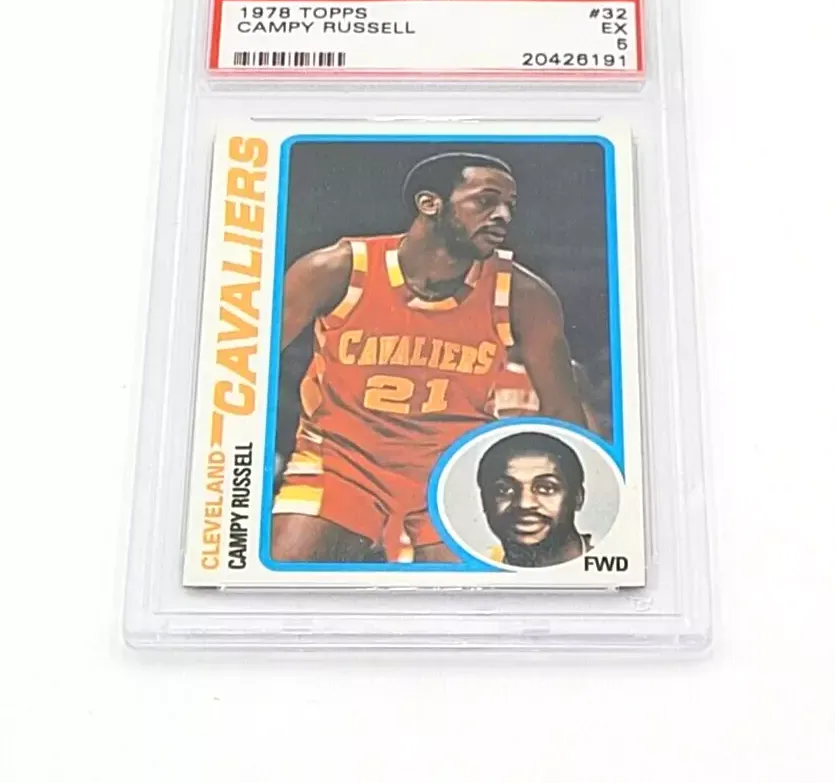 1978 TOPPS #32
CAMPY RUSSELL EX
5
20426191
CLEVELAND CAVALIERS
CAMPY RUSSELL
CAVALIERS
21
FWD